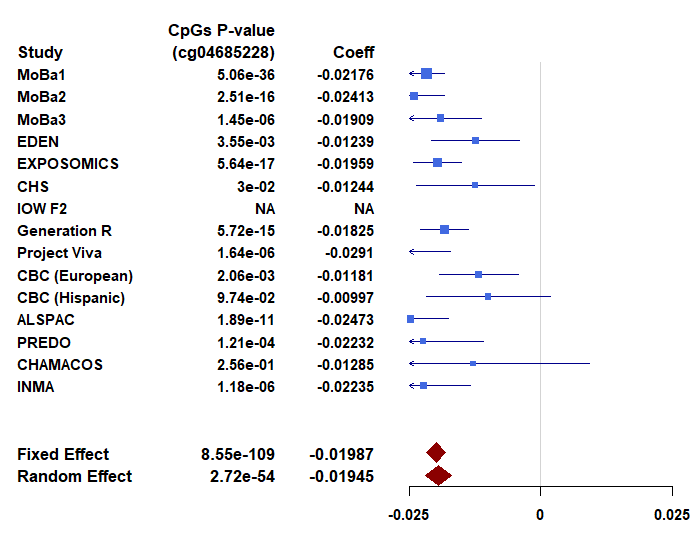 CpGs P-value
Study (cg04685228) Coeff
MoBa1 5.06e-36 -0.02176
MoBa2 2.51e-16 -0.02413
MoBa3 1.45e-06 -0.01909
EDEN 3.55e-03 -0.01239
EXPOSOMICS 5.64e-17 -0.01959
CHS 3e-02 -0.01244
IOW F2 NA NA
Generation R 5.72e-15 -0.01825
Project Viva 1.64e-06 -0.0291
CBC (European) 2.06e-03 -0.01181
CBC (Hispanic) 9.74e-02 -0.00997
ALSPAC 1.89e-11 -0.02473
PREDO 1.21e-04 -0.02232
CHAMACOS 2.56e-01 -0.01285
INMA 1.18e-06 -0.02235
Fixed Effect 8.55e-109 -0.01987
Random Effect 2.72e-54 -0.01945
-0.025 0 0.025